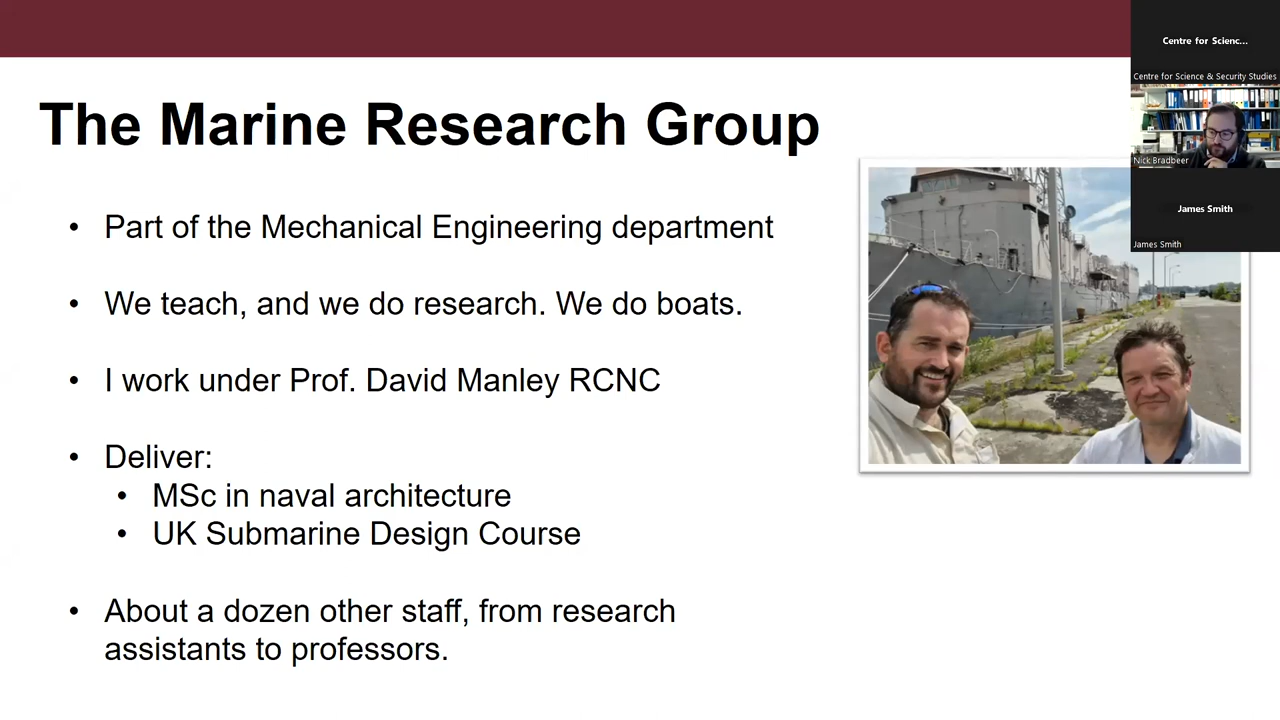 The Marine Research Group
• Part of the Mechanical Engineering department
• We teach, and we do research. We do boats.
• I work under Prof. David Manley RCNC
• Deliver:
• MSc in naval architecture
• UK Submarine Design Course
• About a dozen other staff, from research
assistants to professors.
Centre for Scienc...
Centre for Science & Security Studies
Nick Bradbeer
James Smith
James Smith